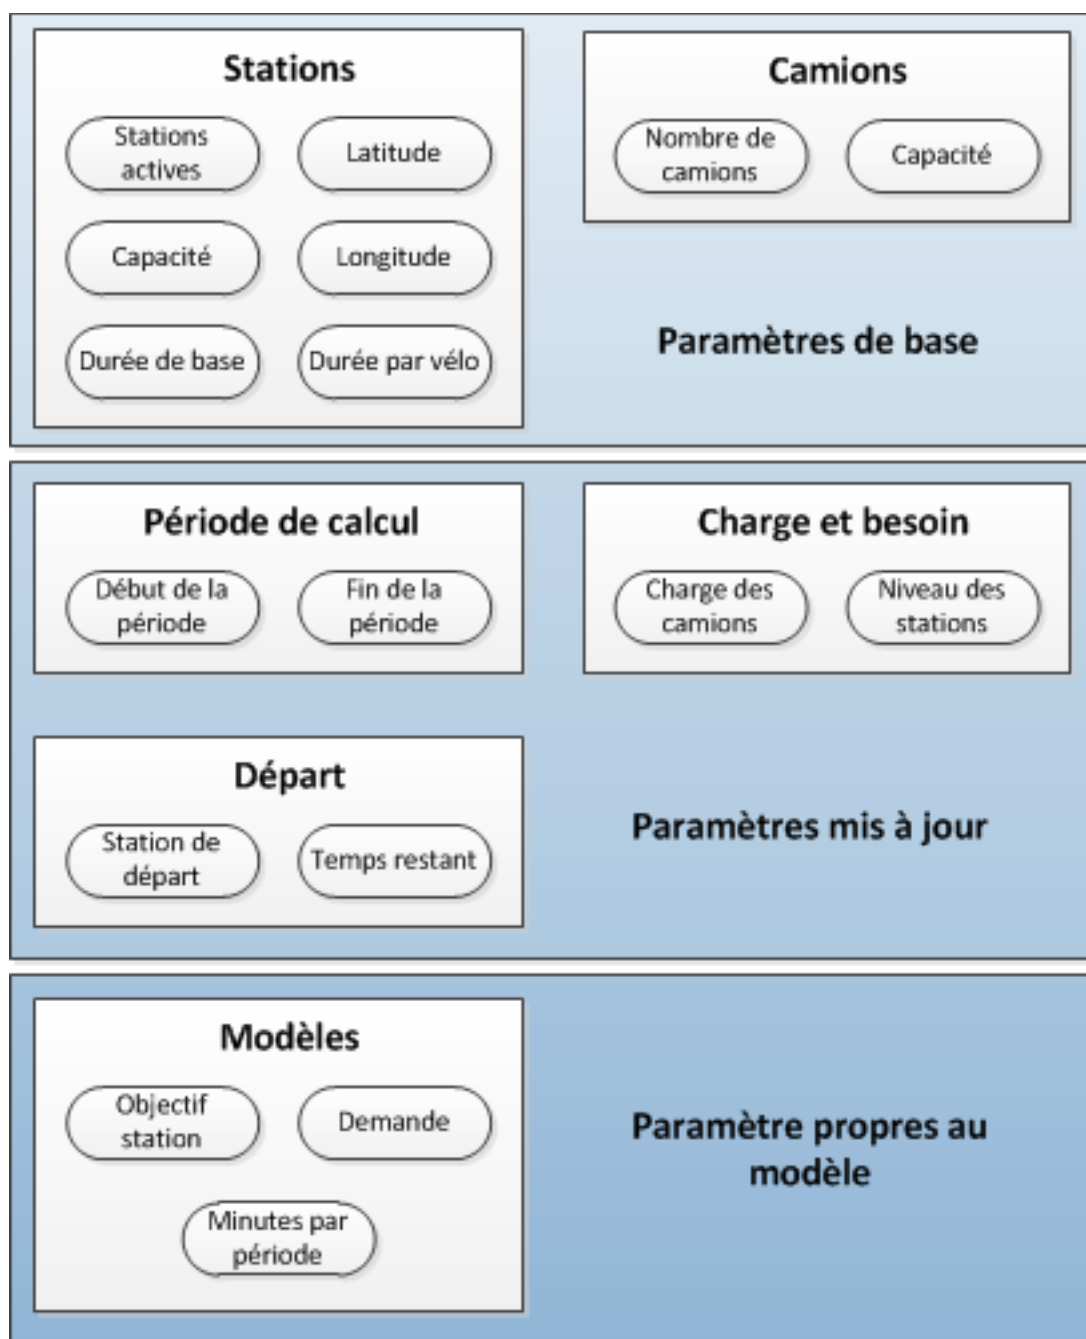 Stations
Stations
actives
Latitude
Capacité
Longitude
Durée de base
Durée par vélo
Camions
Nombre de
camions
Capacité
Paramètres de base
Période de calcul
Début de la
période
Fin de la
période
Charge et besoin
Charge des
camions
Niveau des
stations
Départ
Station de
départ
Temps restant
Paramètres mis à jour
Modèles
Objectif
station
Demande
Minutes par
période
Paramètre propres au
modèle